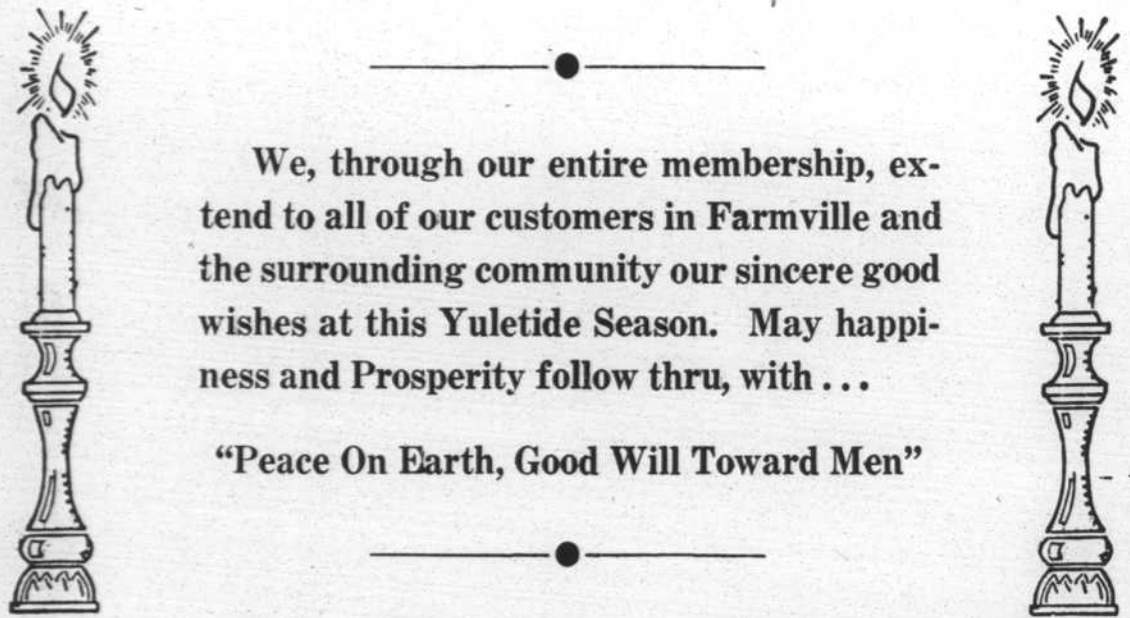 We, through our entire membership, ex-
tend to all of our customers in Farmville and
the surrounding community our sincere good
wishes at this Yuletide Season. May happi-
ness and Prosperity follow thru, with . . .
“Peace On Earth, Good Will Toward Men”